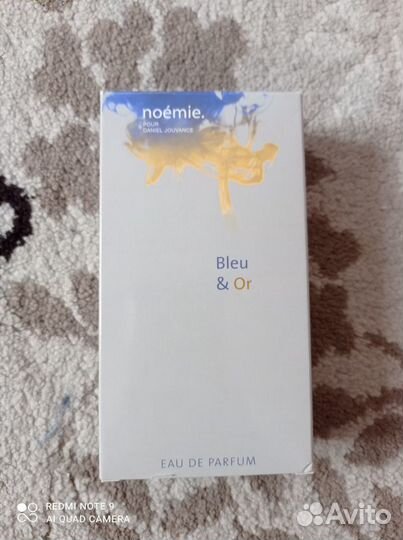 noémie.
POUR
DANIEL JOUVANCE
Bleu
& Or
EAU DE PARFUM
REDMI NOTE 9
AI QUAD CAMERA
Avito